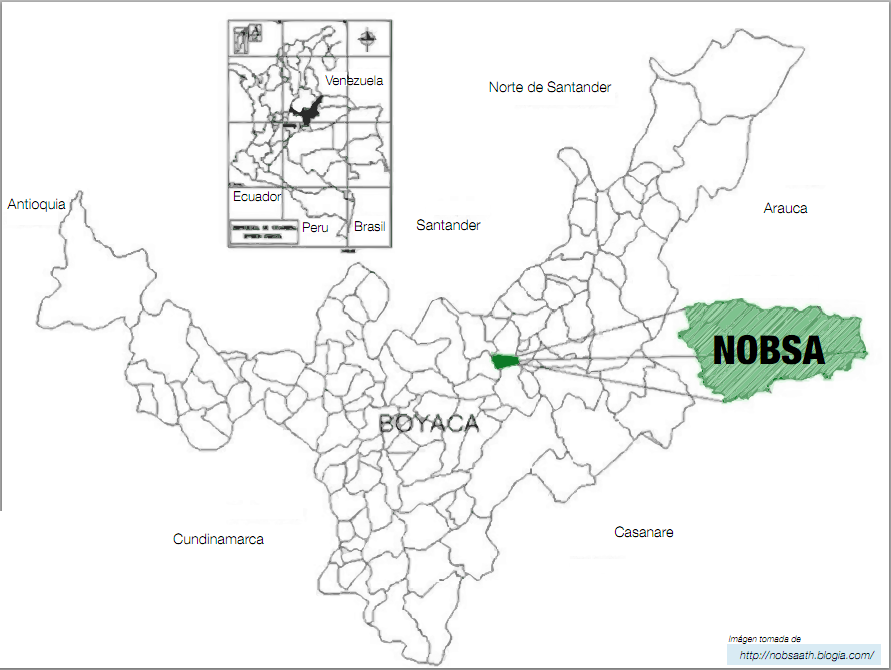 Venezuela
Norte de Santander
Ecuador
Antioquia
Arauca
Peru
Brasil
Santander
NOBSA
BOYACA
Cundinamarca
Casanare
Imágen tomada de
http://nobsaath.blogia.com/